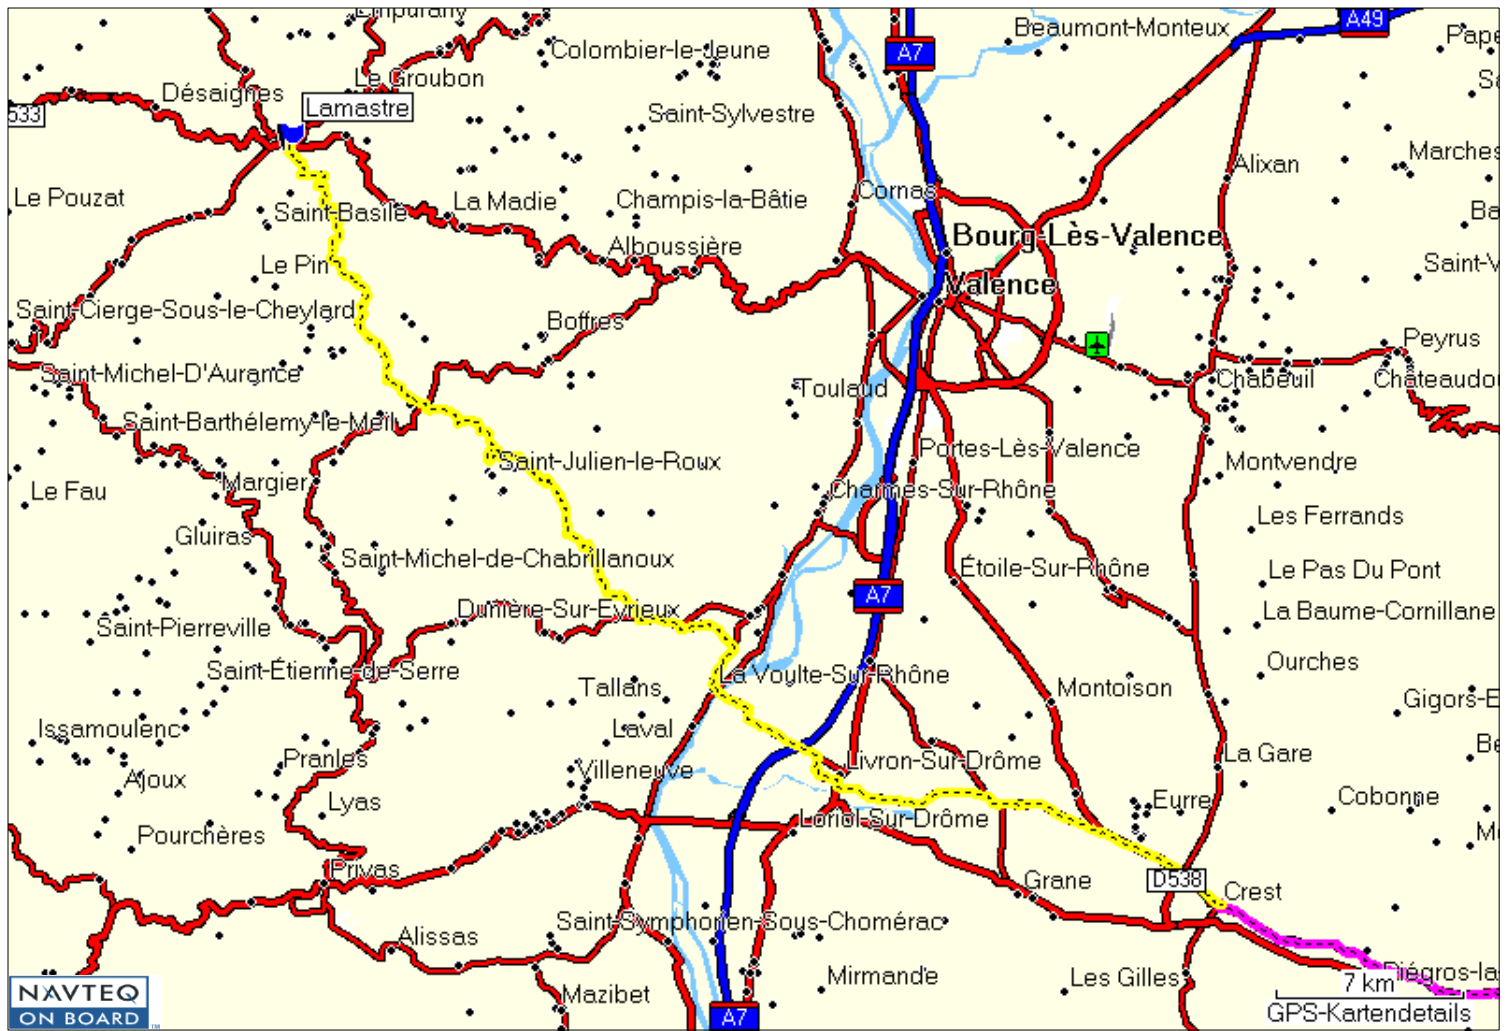 Empurany
A7
Beaumont-Monteux
A49
Colombier-le-Jeune
Le Groubon
Désaignes
Lamastre
533
Saint-Sylvestre
Alixan
Le Pouzat
Saint-Basile
La Madie
Champis-la-Bâtie
Cornas
Bourg-Lès-Valence
Alboussière
Le Pin
Valence
Saint-Cierge-Sous-le-Cheylard
Boffres
Peyrus
Saint-Michel-D'Aurance
Toulaud
Chabeuil
Saint-Barthélemy-le-Meil
Portes-Lès-Valence
Saint-Julien-le-Roux
Montvendre
Le Fau
Margier
Charmes-Sur-Rhône
Les Ferrands
Gluiras
Saint-Michel-de-Chabrillanoux
Étoile-Sur-Rhône
Le Pas Du Pont
A7
Dunière-Sur-Eyrieux
La Baume-Cornillane
Saint-Pierreville
Saint-Étienne-de-Serre
La Voulte-Sur-Rhône
Ourches
Tallans
Montoison
Gigors-E
Issamoulenc
Laval
Pranles
Livron-Sur-Drôme
La Gare
Ajoux
Villeneuve
Lyas
Eurre
Cobonne
Pourchères
Loriol-Sur-Drôme
Privas
Grane
D538
Crest
Saint-Symphorien-Sous-Chomérac
Alissas
Mirmande
Les Gilles
Piégros-la
7 km
Mazibet
GPS-Kartendetails
NAVTEQ
ON BOARD
A7